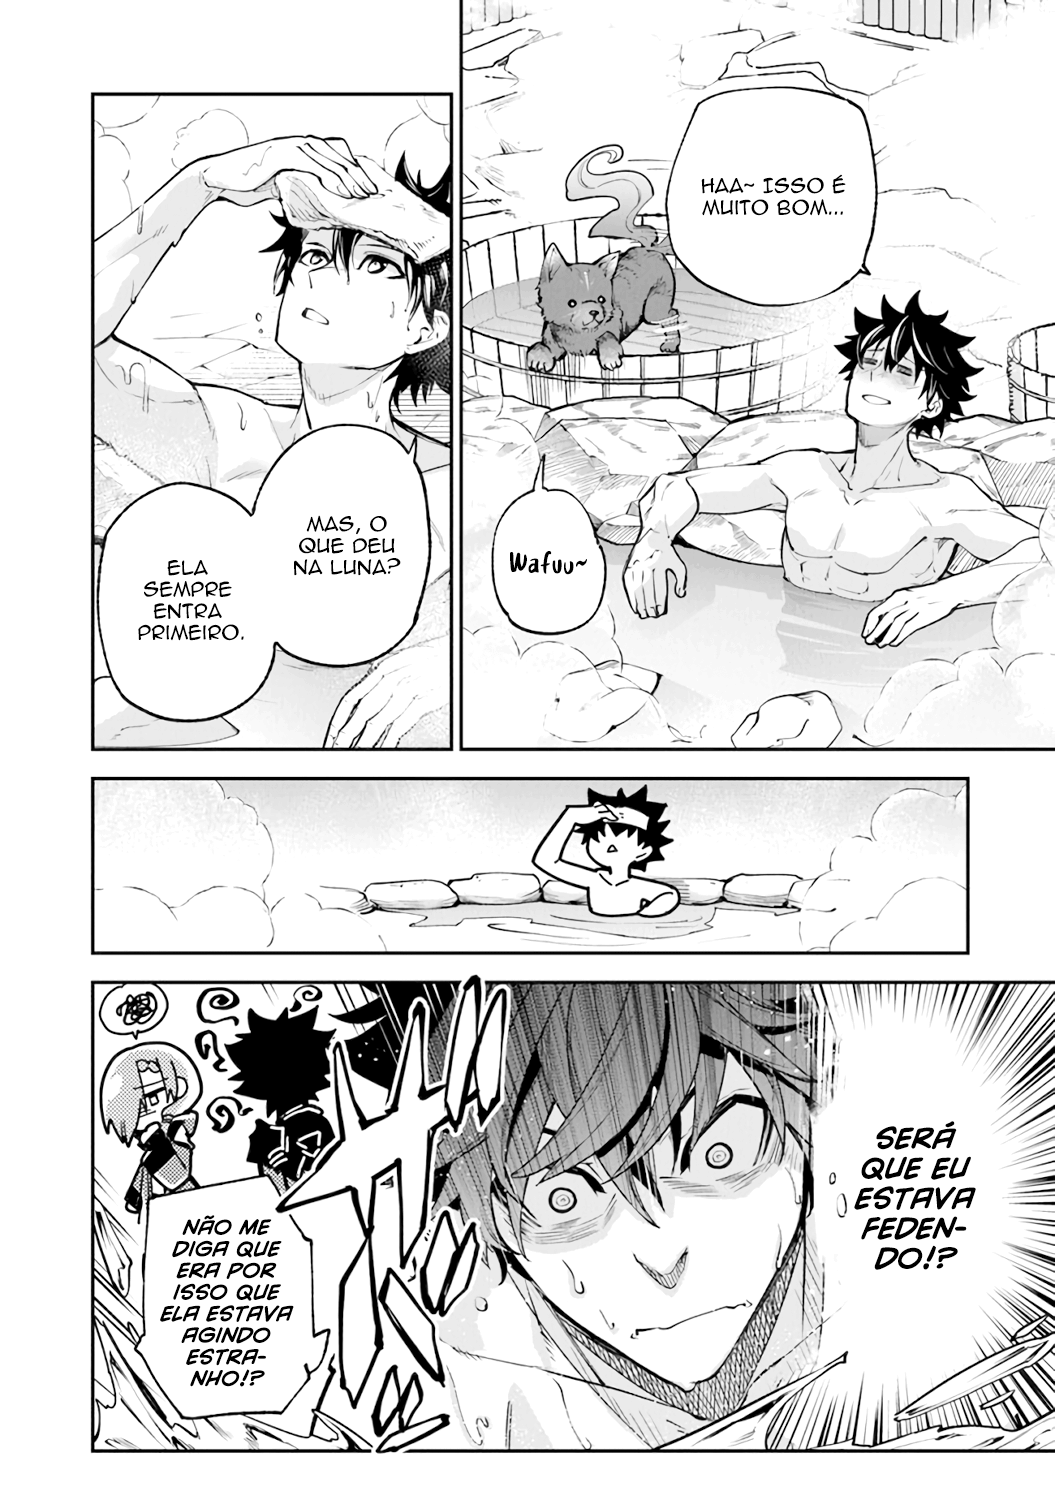 HAA~ ISSO É
MUITO BOM...
Wafuu~
MAS, O
QUE DEU
NA LUNA?
ELA
SEMPRE
ENTRA
PRIMEIRO.
SERÁ
QUE EU
ESTAVA
FEDEN-
DO!?
NÃO ME
DIGA QUE
ERA POR
ISSO QUE
ELA ESTAVA
AGINDO
ESTRA-
NHO!?